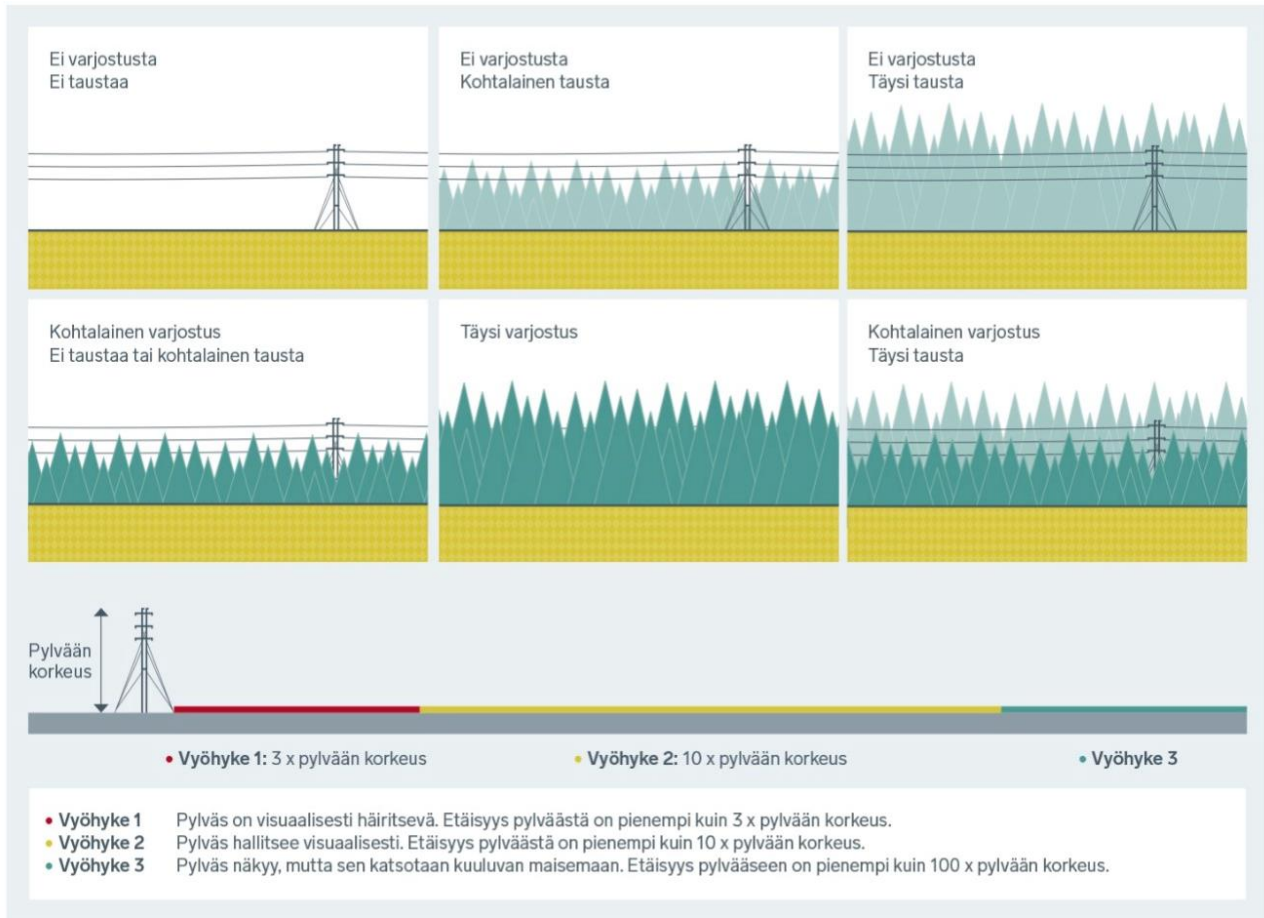 Ei varjostusta
Ei taustaa
Ei varjostusta
Kohtalainen tausta
Ei varjostusta
Täysi tausta
Kohtalainen varjostus
Ei taustaa tai kohtalainen tausta
Täysi varjostus
Kohtalainen varjostus
Täysi tausta
Pylvään
korkeus
• Vyöhyke 1: 3 x pylvään korkeus
• Vyöhyke 2: 10 x pylvään korkeus
• Vyöhyke 3
• Vyöhyke 1 Pylväs on visuaalisesti häiritsevä. Etäisyys pylväästä on pienempi kuin 3 x pylvään korkeus.
• Vyöhyke 2 Pylväs hallitsee visuaalisesti. Etäisyys pylväästä on pienempi kuin 10 x pylvään korkeus.
• Vyöhyke 3 Pylväs näkyy, mutta sen katsotaan kuuluvan maisemaan. Etäisyys pylvääseen on pienempi kuin 100 x pylvään korkeus.